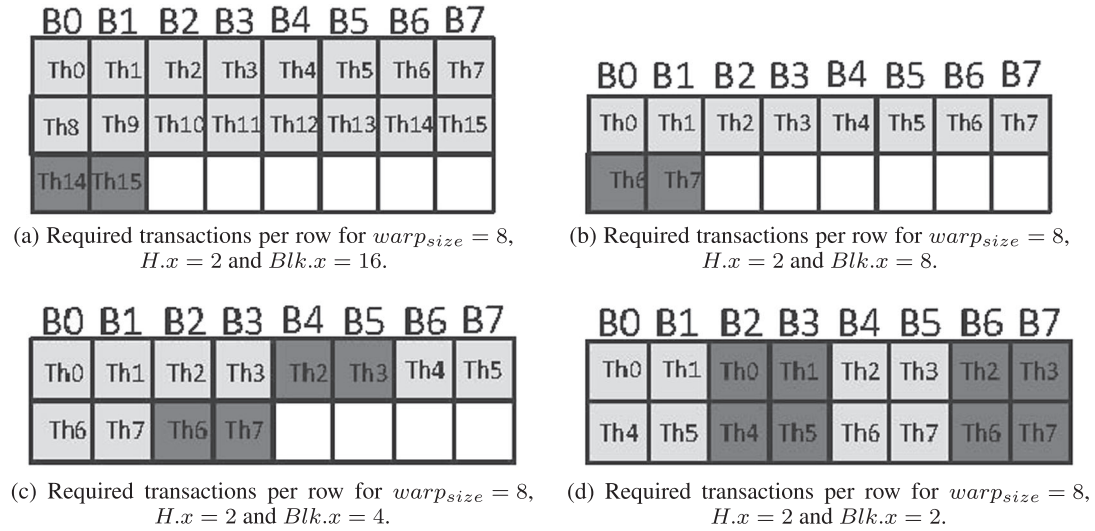 B0 B1 B2 B3 B4 B5 B6 B7
Th0 Th1 Th2 Th3 Th4 Th5 Th6 Th7
Th8 Th9 Th10 Th11 Th12 Th13 Th14 Th15
Th14 Th15
(a) Required transactions per row for warp_size = 8,
H.x = 2 and Blk.x = 16.
B0 B1 B2 B3 B4 B5 B6 B7
Th0 Th1 Th2 Th3 Th4 Th5 Th6 Th7
Th6 Th7
(b) Required transactions per row for warp_size = 8,
H.x = 2 and Blk.x = 8.
B0 B1 B2 B3 B4 B5 B6 B7
Th0 Th1 Th2 Th3 Th2 Th3 Th4 Th5
Th6 Th7 Th6 Th7
(c) Required transactions per row for warp_size = 8,
H.x = 2 and Blk.x = 4.
B0 B1 B2 B3 B4 B5 B6 B7
Th0 Th1 Th0 Th1 Th2 Th3 Th2 Th3
Th4 Th5 Th4 Th5 Th6 Th7 Th6 Th7
(d) Required transactions per row for warp_size = 8,
H.x = 2 and Blk.x = 2.